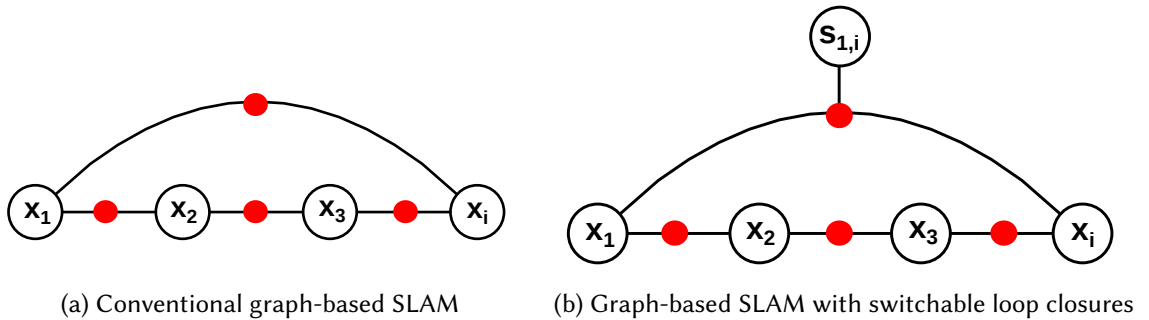 S1,i
x1 x2 x3 xi
x1 x2 x3 xi
(a) Conventional graph-based SLAM
(b) Graph-based SLAM with switchable loop closures